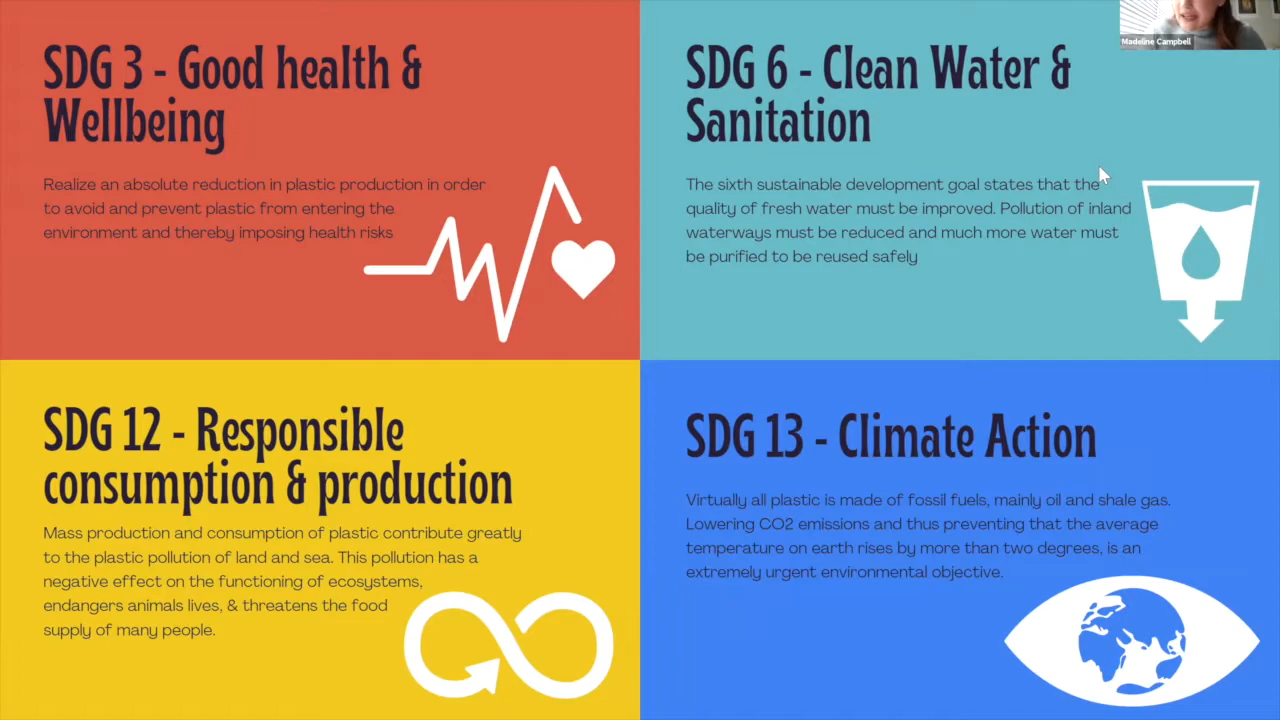 SDG 3 - Good health &
Wellbeing
Realize an absolute reduction in plastic production in order
to avoid and prevent plastic from entering the
environment and thereby imposing health risks
SDG 6 - Clean Water &
Sanitation
The sixth sustainable development goal states that the
quality of fresh water must be improved. Pollution of inland
waterways must be reduced and much more water must
be purified to be reused safely
Madeline Campbell
SDG 12 - Responsible
consumption & production
Mass production and consumption of plastic contribute greatly
to the plastic pollution of land and sea. This pollution has a
negative effect on the functioning of ecosystems,
endangers animals lives, & threatens the food
supply of many people.
SDG 13 - Climate Action
Virtually all plastic is made of fossil fuels, mainly oil and shale gas.
Lowering CO2 emissions and thus preventing that the average
temperature on earth rises by more than two degrees, is an
extremely urgent environmental objective.